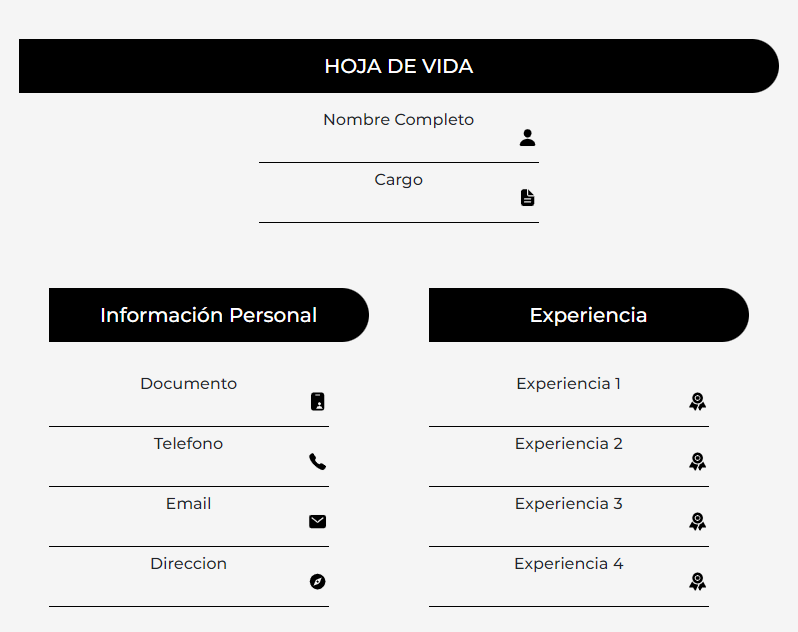 HOJA DE VIDA
Nombre Completo
Cargo
Información Personal
Documento
Telefono
Email
Direccion
Experiencia
Experiencia 1
Experiencia 2
Experiencia 3
Experiencia 4